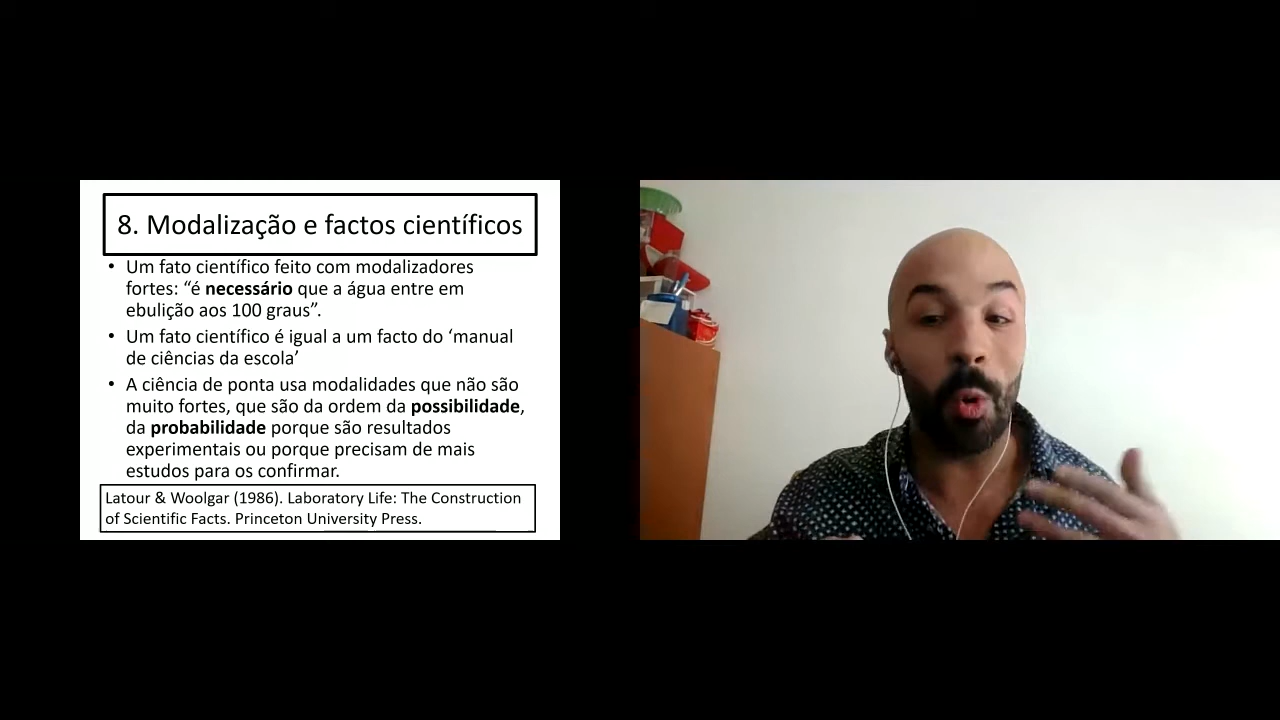 8. Modalização e factos científicos
• Um fato científico feito com modalizadores
fortes: “é necessário que a água entre em
ebulição aos 100 graus”.
• Um fato científico é igual a um facto do ‘manual
de ciências da escola’
• A ciência de ponta usa modalidades que não são
muito fortes, que são da ordem da possibilidade,
da probabilidade porque são resultados
experimentais ou porque precisam de mais
estudos para os confirmar.
Latour & Woolgar (1986). Laboratory Life: The Construction
of Scientific Facts. Princeton University Press.